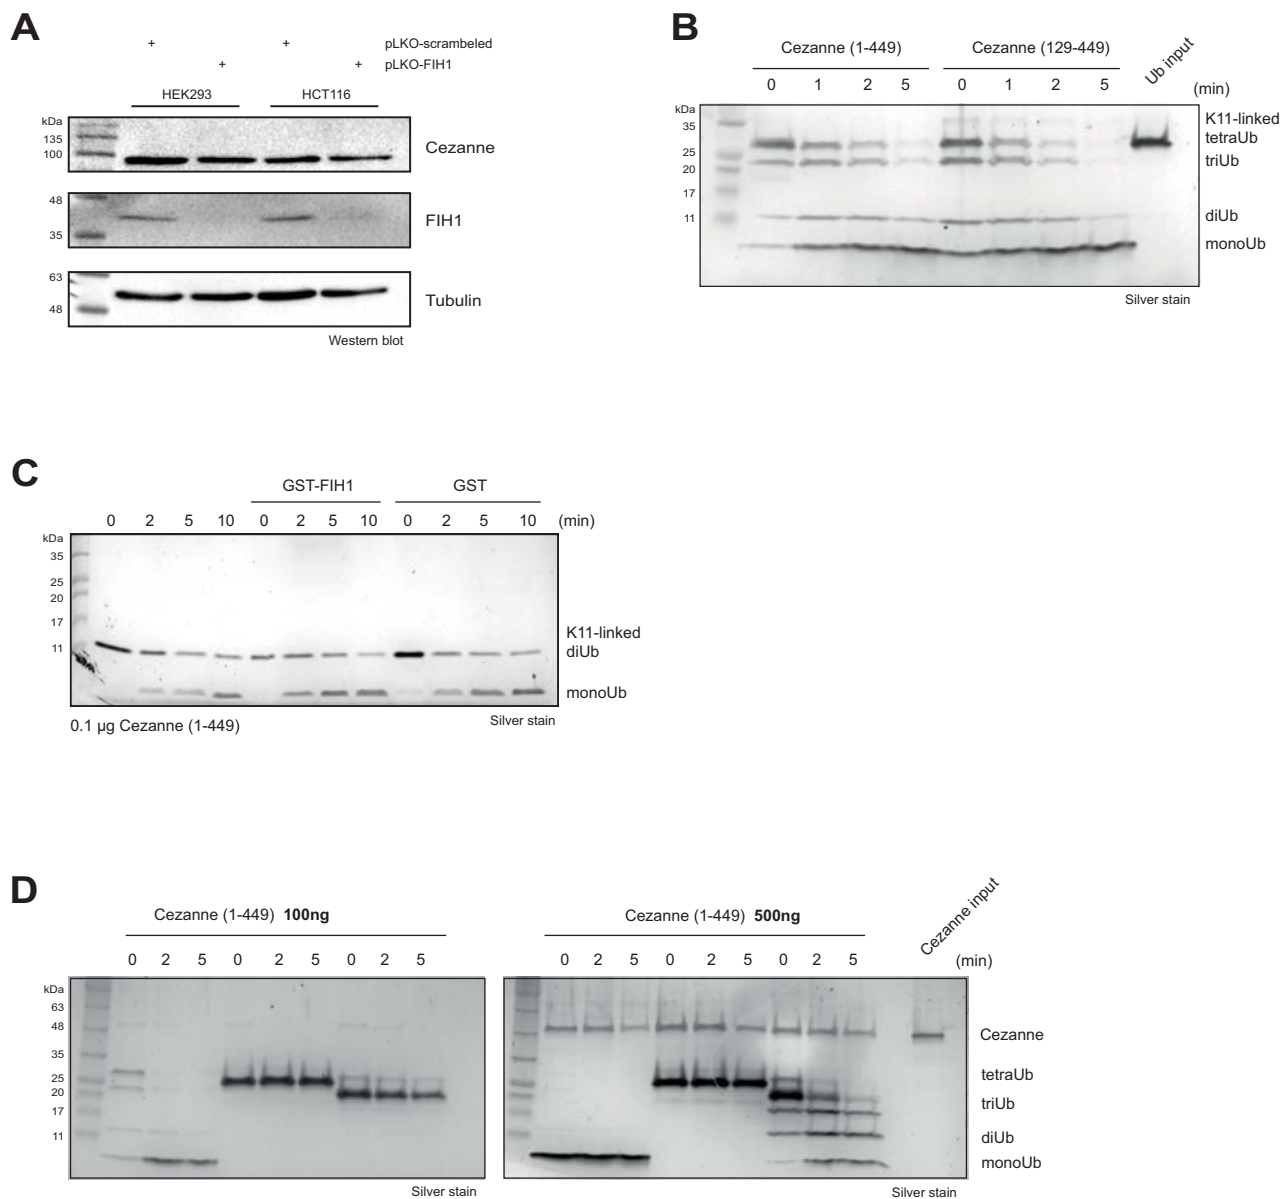 A
+ + pLKO-scrambeled
+ + pLKO-FIH1
HEK293 HCT116
kDa
135
100
Cezanne
48
35
FIH1
63
48
Tubulin
Western blot
B
Cezanne (1-449) Cezanne (129-449) Ub input
0 1 2 5 0 1 2 5 (min)
kDa
35
25
20
17
11
K11-linked
tetraUb
triUb
diUb
monoUb
Silver stain
C
GST-FIH1 GST
0 2 5 10 0 2 5 10 0 2 5 10 (min)
kDa
35
25
20
17
11
K11-linked
diUb
monoUb
0.1 µg Cezanne (1-449)
Silver stain
D
Cezanne (1-449) 100ng
0 2 5 0 2 5 0 2 5
kDa
63
48
35
25
20
17
11
Silver stain
Cezanne (1-449) 500ng
Cezanne input
0 2 5 0 2 5 0 2 5 (min)
Cezanne
tetraUb
triUb
diUb
monoUb
Silver stain